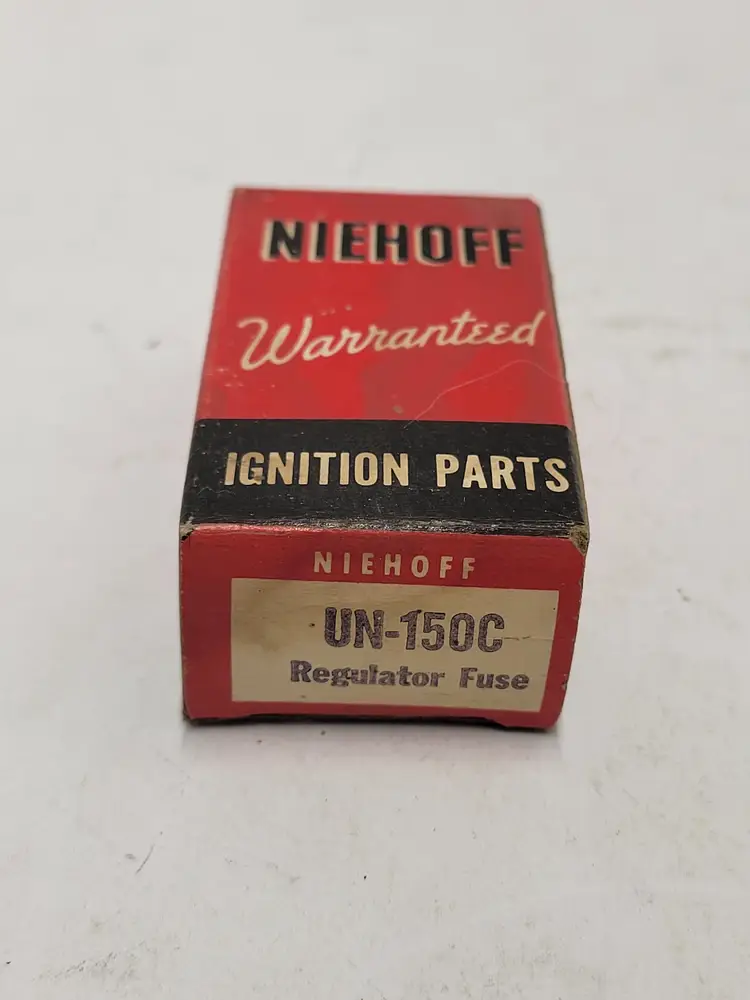 NIEHOFF
Warranteed
IGNITION PARTS
NIEHOFF
UN-150C
Regulator Fuse